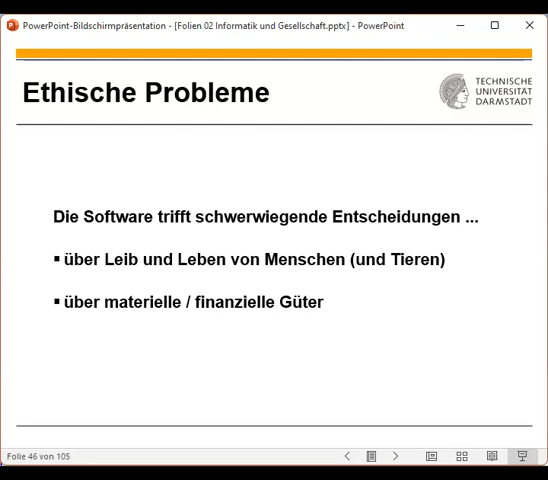 PowerPoint-Bildschirmpräsentation - [Folien 02 Informatik und Gesellschaft.pptx] - PowerPoint
Ethische Probleme
TECHNISCHE
UNIVERSITÄT
DARMSTADT
Die Software trifft schwerwiegende Entscheidungen ...
▪ über Leib und Leben von Menschen (und Tieren)
▪ über materielle / finanzielle Güter
Folie 46 von 105